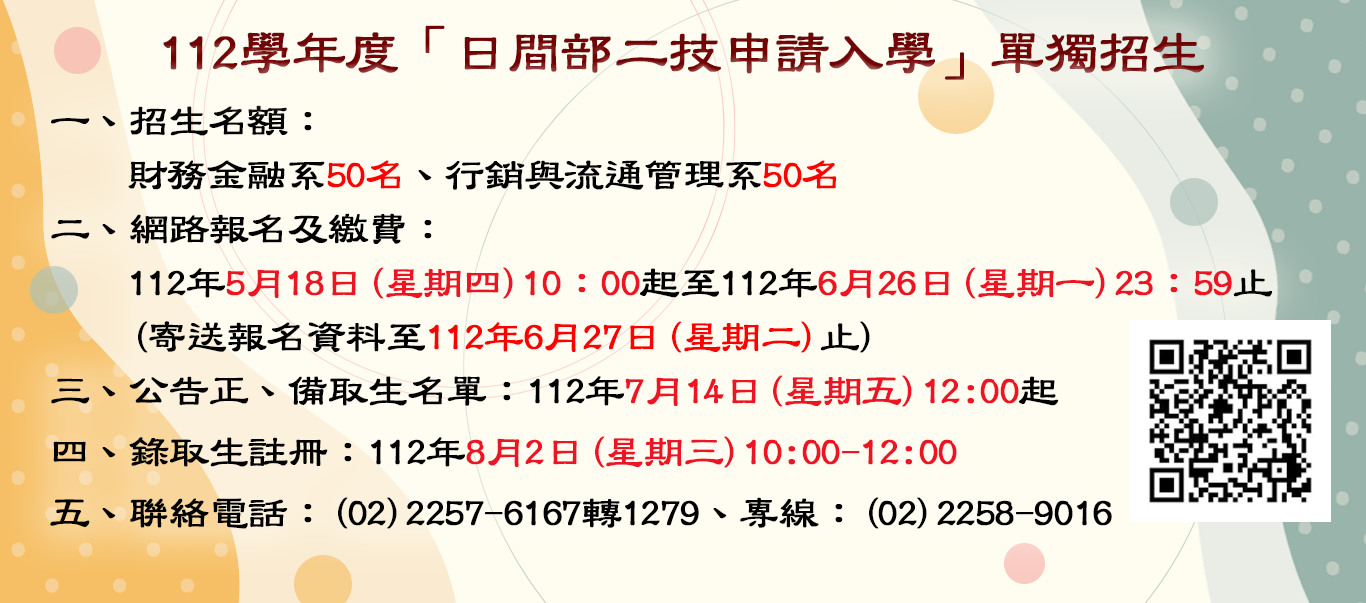 112學年度「日間部二技申請入學」單獨招生
一、招生名額：
財務金融系50名、行銷與流通管理系50名
二、網路報名及繳費：
112年5月18日(星期四)10：00起至112年6月26日(星期一)23：59止
(寄送報名資料至112年6月27日(星期二)止)
三、公告正、備取生名單：112年7月14日(星期五)12:00起
四、錄取生註冊：112年8月2日(星期三)10:00-12:00
五、聯絡電話：(02)2257-6167轉1279、專線：(02)2258-9016